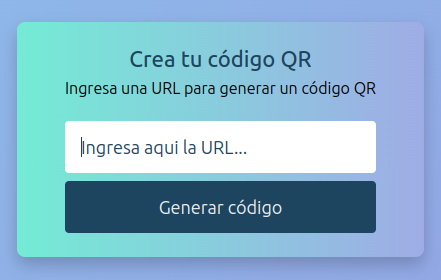 Crea tu código QR
Ingresa una URL para generar un código QR
Ingresa aqui la URL...
Generar código